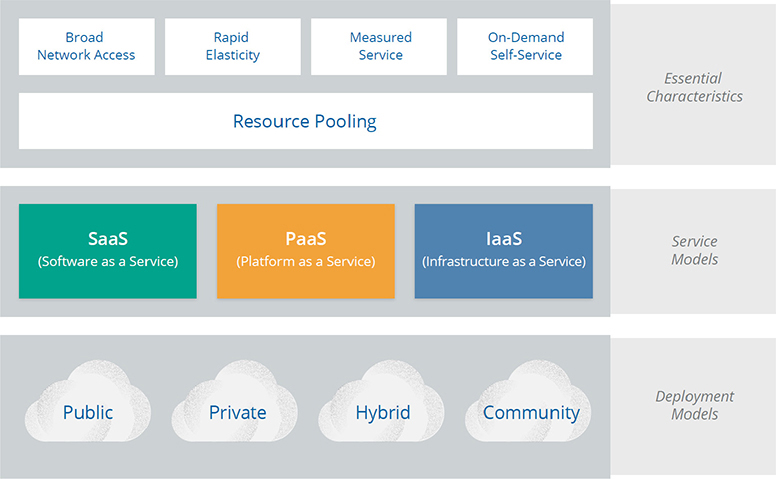 Broad
Network Access
Rapid
Elasticity
Measured
Service
On-Demand
Self-Service
Resource Pooling
Essential
Characteristics
SaaS
(Software as a Service)
PaaS
(Platform as a Service)
IaaS
(Infrastructure as a Service)
Service
Models
Public
Private
Hybrid
Community
Deployment
Models